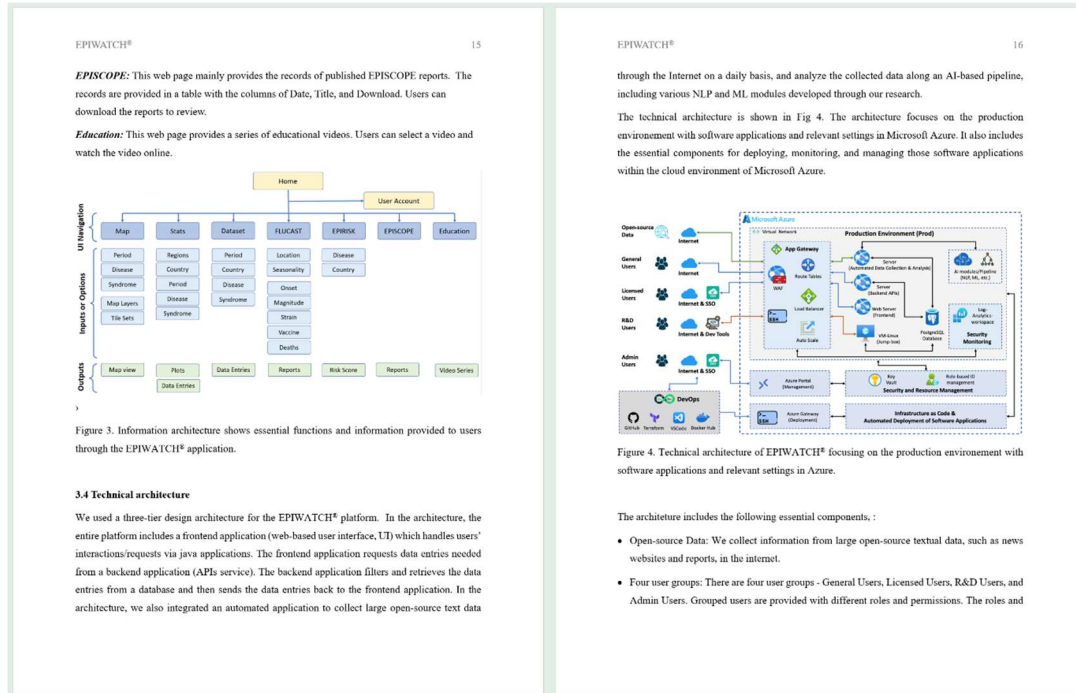 EPIWATCH® 15
EPISCOPE: This web page mainly provides the records of published EPISCOPE reports. The
records are provided in a table with the columns of Date, Title, and Download. Users can
download the reports to review.
Education: This web page provides a series of educational videos. Users can select a video and
watch the video online.
Home
User Account
UI Navigation
Map Stats Dataset FLUCAST EPIRISK EPISCOPE Education
Inputs or Options
Period Regions Period Location Disease
Disease Country Country Seasonality Country
Syndrome Period Disease Onset
Map Layers Disease Syndrome Magnitude
Tile Sets Syndrome Strain
Vaccine
Deaths
Outputs
Map view Plots Data Entries Reports Risk Score Reports Video Series
Data Entries
›
Figure 3. Information architecture shows essential functions and information provided to users
through the EPIWATCH® application.
3.4 Technical architecture
We used a three-tier design architecture for the EPIWATCH® platform. In the architecture, the
entire platform includes a frontend application (web-based user interface, UI) which handles users'
interactions/requests via java applications. The frontend application requests data entries needed
from a backend application (APIs service). The backend application filters and retrieves the data
entries from a database and then sends the data entries back to the frontend application. In the
architecture, we also integrated an automated application to collect large open-source text data
EPIWATCH® 16
through the Internet on a daily basis, and analyze the collected data along an AI-based pipeline,
including various NLP and ML modules developed through our research.
The technical architecture is shown in Fig 4. The architecture focuses on the production
environement with software applications and relevant settings in Microsoft Azure. It also includes
the essential components for deploying, monitoring, and managing those software applications
within the cloud environment of Microsoft Azure.
Microsoft Azure
Virtual Network
Production Environment (Prod)
Open-source
Data
Internet
General
Users
Internet
Licensed
Users
Internet & SSO
R&D
Users
Internet & Dev Tools
Admin
Users
Internet & SSO
App Gateway
Route Tables
WAF
Load Balancer
SSH
Auto Scale
Server
(Automated Data Collection & Analysis)
Server
(Backend APIs)
Web Server
(Frontend)
VM-Linux
(Jump-box)
PostgreSQL
Database
AI modules/Pipeline
(NLP, ML, etc.)
Log-
Analytics-
workspace
Security
Monitoring
Azure Portal
(Management)
Key
Vault
Role-based ID
management
Security and Resource Management
DevOps
GitHub Terraform VSCode Docker Hub
SSH
Azure Gateway
(Deployment)
Infrastructure as Code &
Automated Deployment of Software Applications
Figure 4. Technical architecture of EPIWATCH® focusing on the production environement with
software applications and relevant settings in Azure.
The architeture includes the following essential components, :
• Open-source Data: We collect information from large open-source textual data, such as news
websites and reports, in the internet.
• Four user groups: There are four user groups - General Users, Licensed Users, R&D Users, and
Admin Users. Grouped users are provided with different roles and permissions. The roles and